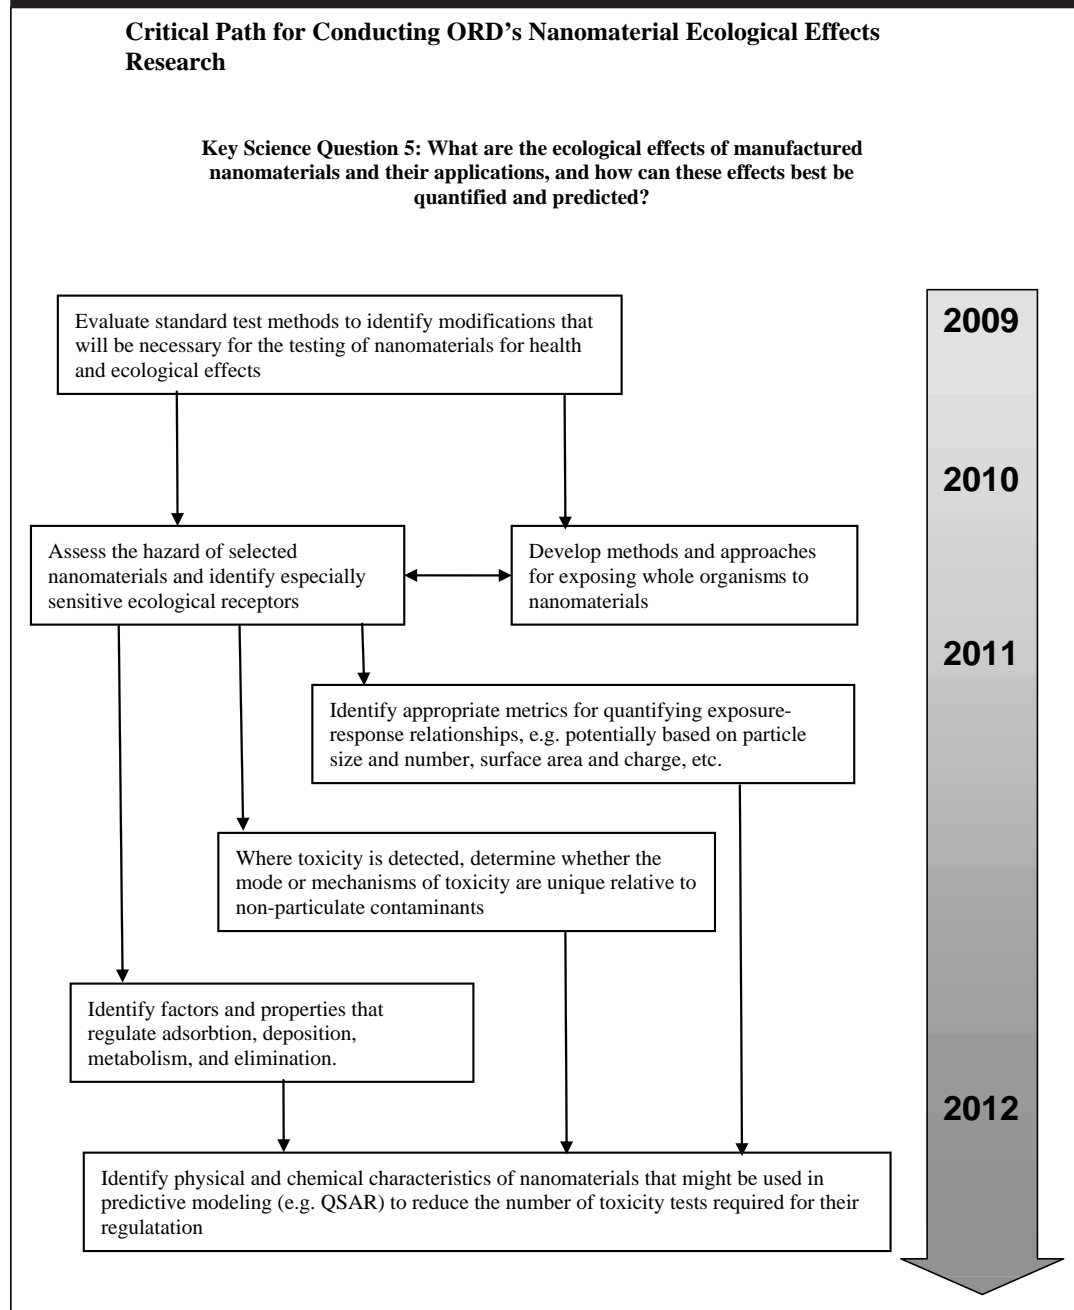 Critical Path for Conducting ORD's Nanomaterial Ecological Effects
Research
Key Science Question 5: What are the ecological effects of manufactured
nanomaterials and their applications, and how can these effects best be
quantified and predicted?
Evaluate standard test methods to identify modifications that
will be necessary for the testing of nanomaterials for health
and ecological effects
2009
2010
Assess the hazard of selected
nanomaterials and identify especially
sensitive ecological receptors
Develop methods and approaches
for exposing whole organisms to
nanomaterials
2011
Identify appropriate metrics for quantifying exposure-
response relationships, e.g. potentially based on particle
size and number, surface area and charge, etc.
Where toxicity is detected, determine whether the
mode or mechanisms of toxicity are unique relative to
non-particulate contaminants
Identify factors and properties that
regulate adsorbtion, deposition,
metabolism, and elimination.
2012
Identify physical and chemical characteristics of nanomaterials that might be used in
predictive modeling (e.g. QSAR) to reduce the number of toxicity tests required for their
regulatation